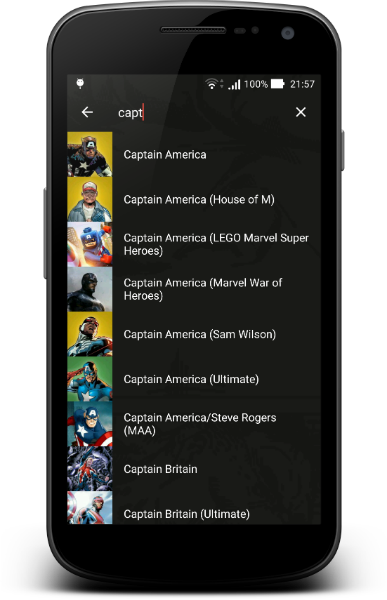 100% 21:57
capt
Captain America
Captain America (House of M)
Captain America (LEGO Marvel Super
Heroes)
Captain America (Marvel War of
Heroes)
Captain America (Sam Wilson)
Captain America (Ultimate)
Captain America/Steve Rogers
(MAA)
Captain Britain
Captain Britain (Ultimate)